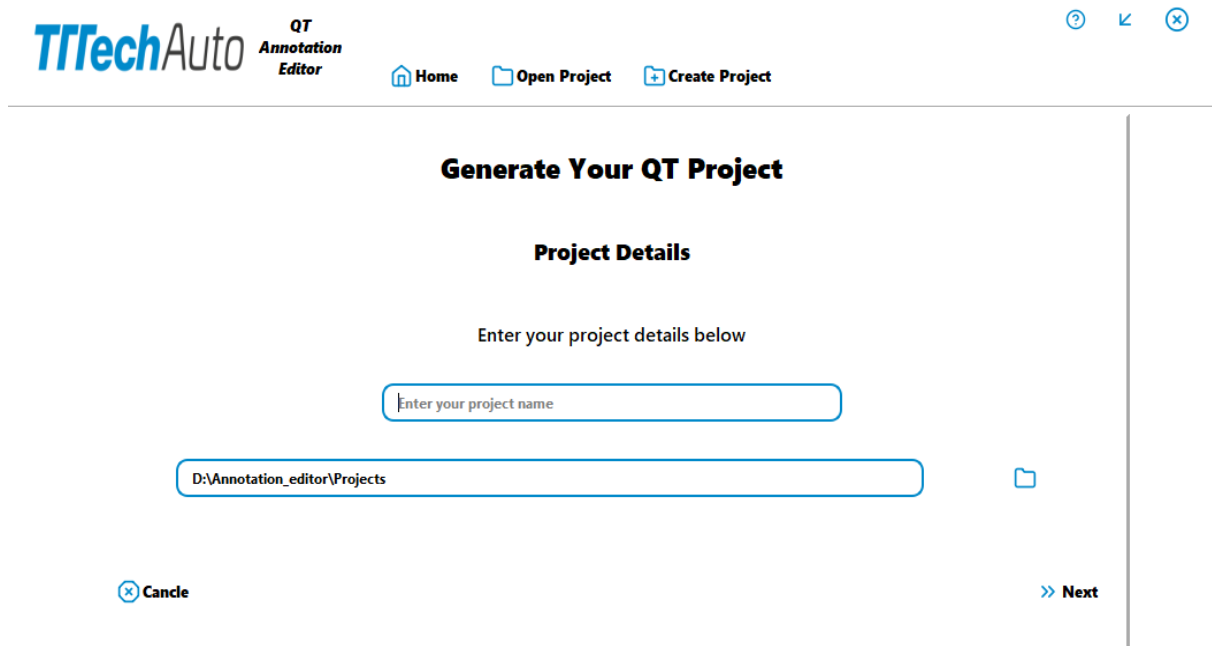 TTTechAuto
QT
Annotation
Editor
Home
Open Project
Create Project
Generate Your QT Project
Project Details
Enter your project details below
Enter your project name
D:\Annotation_editor\Projects
Cancle
Next